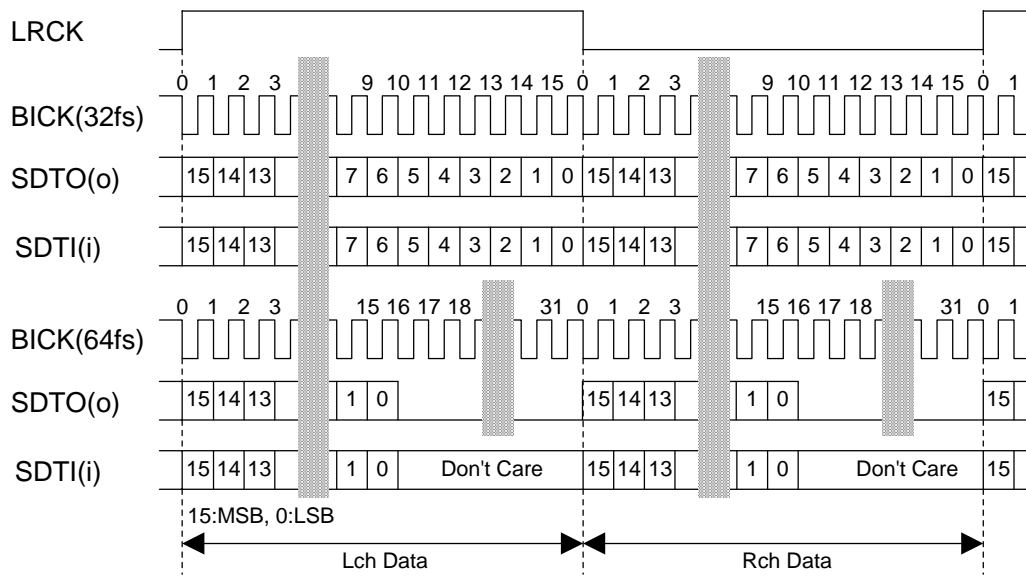 LRCK
0 1 2 3 9 10 11 12 13 14 15 0 1 2 3 9 10 11 12 13 14 15 0 1
BICK(32fs)
SDTO(o) 15 14 13 7 6 5 4 3 2 1 0 15 14 13 7 6 5 4 3 2 1 0 15
SDTI(i) 15 14 13 7 6 5 4 3 2 1 0 15 14 13 7 6 5 4 3 2 1 0 15
0 1 2 3 15 16 17 18 31 0 1 2 3 15 16 17 18 31 0 1
BICK(64fs)
SDTO(o) 15 14 13 1 0 15 14 13 1 0 15
SDTI(i) 15 14 13 1 0 Don't Care 15 14 13 1 0 Don't Care 15
15:MSB, 0:LSB
Lch Data Rch Data